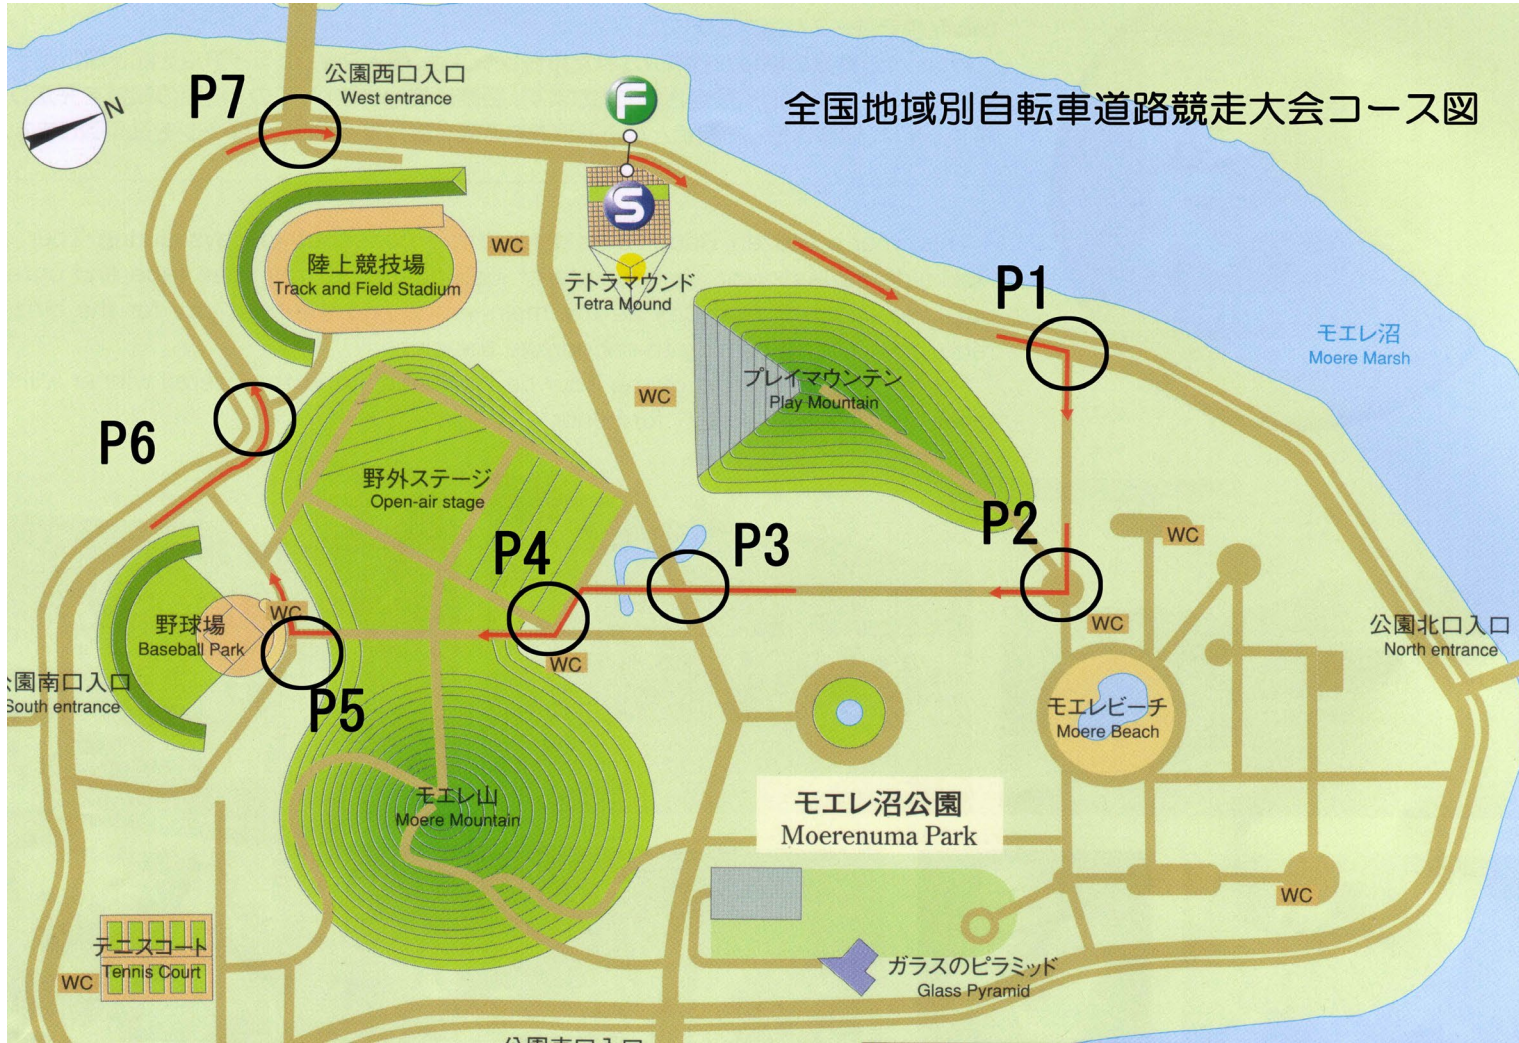 公園西口入口
West entrance
P7
N
F
全国地域別自転車道路競走大会コース図
S
WC
陸上競技場
Track and Field Stadium
テトラマウンド
Tetra Mound
P1
モエレ沼
Moere Marsh
プレイマウンテン
Play Mountain
WC
P6
野外ステージ
Open-air stage
P2
WC
P4
P3
WC
野球場
Baseball Park
WC
公園北口入口
North entrance
WC
公園南口入口
South entrance
P5
モエレビーチ
Moere Beach
モエレ山
Moere Mountain
モエレ沼公園
Moerenuma Park
WC
テニスコート
Tennis Court
WC
ガラスのピラミッド
Glass Pyramid